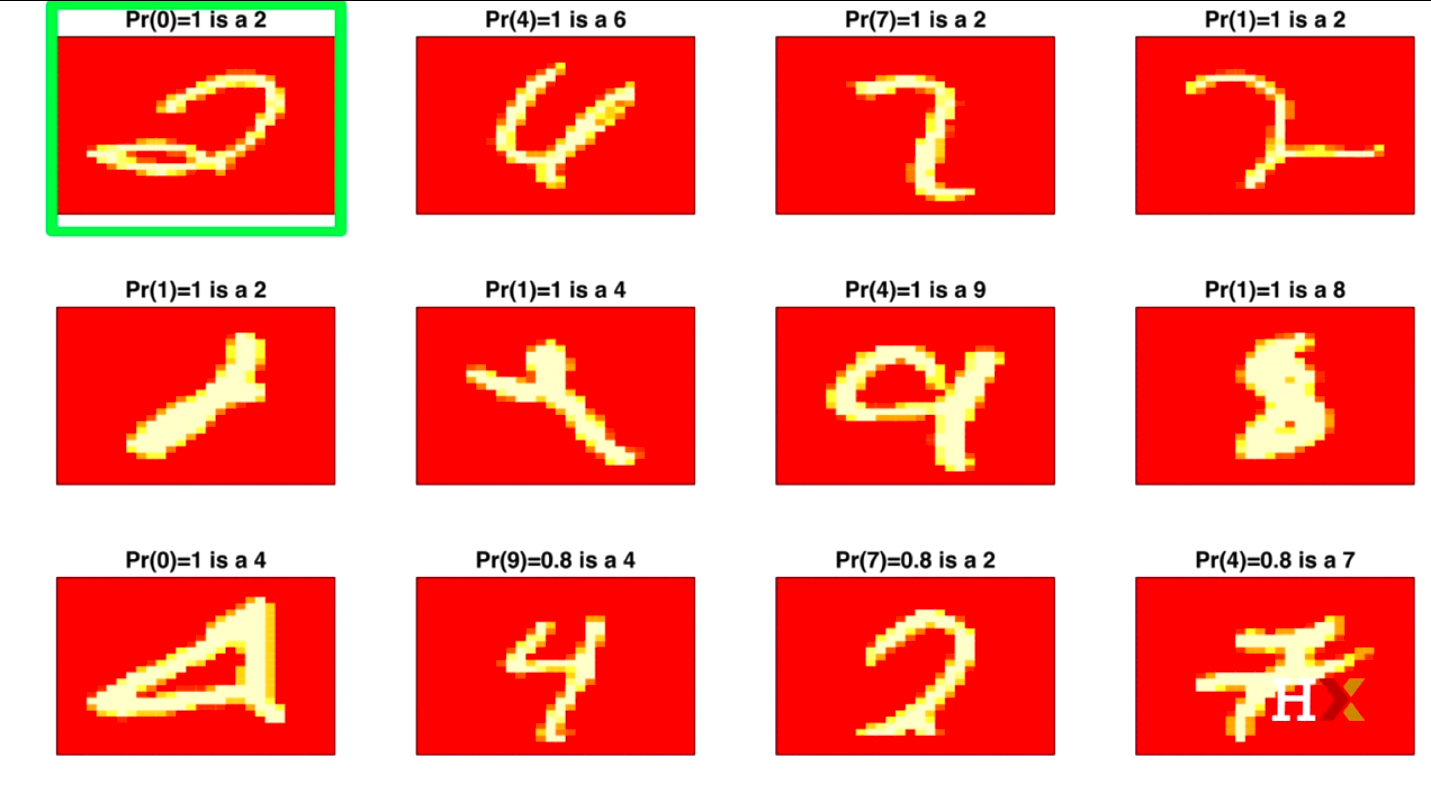 Pr(0)=1 is a 2
Pr(4)=1 is a 6
Pr(7)=1 is a 2
Pr(1)=1 is a 2
Pr(1)=1 is a 2
Pr(1)=1 is a 4
Pr(4)=1 is a 9
Pr(1)=1 is a 8
Pr(0)=1 is a 4
Pr(9)=0.8 is a 4
Pr(7)=0.8 is a 2
Pr(4)=0.8 is a 7
HX